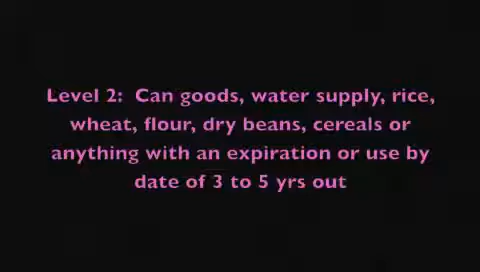 Level 2:  Can goods, water supply, rice,
wheat, flour, dry beans, cereals or
anything with an expiration or use by
date of 3 to 5 yrs out